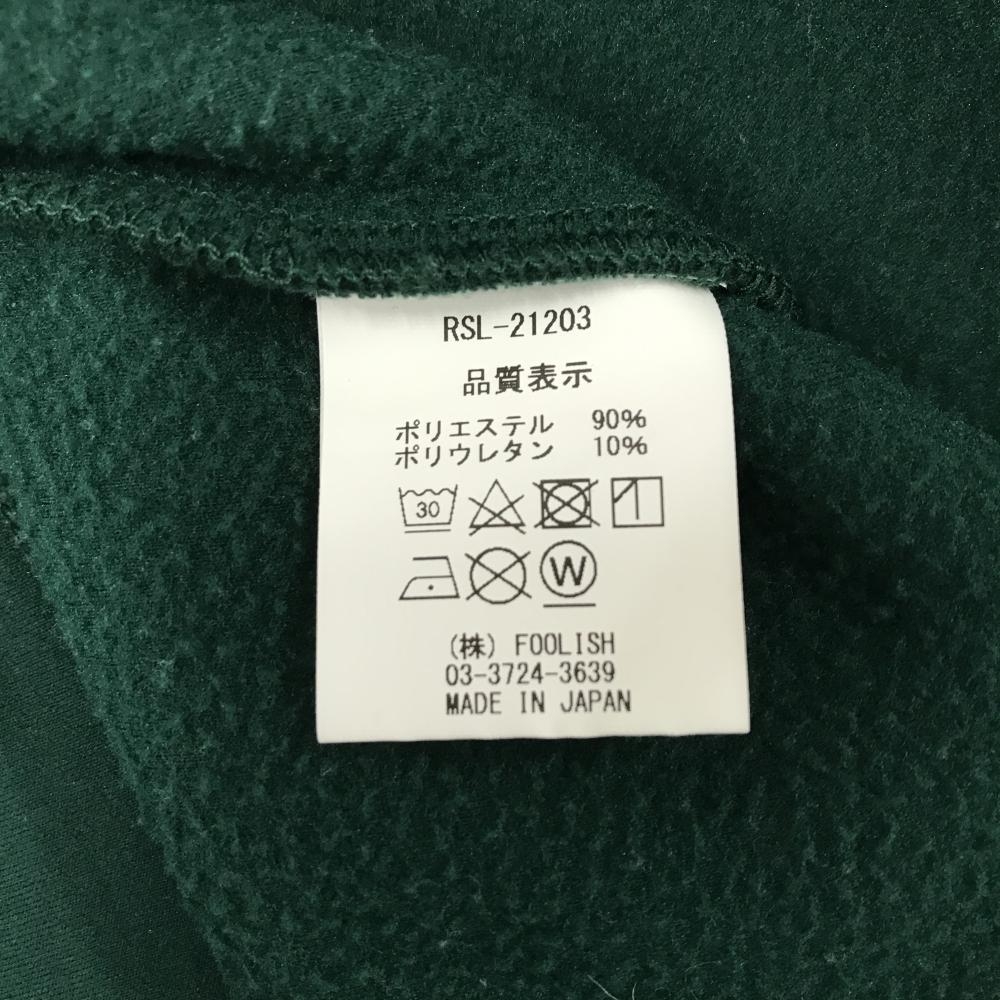 RSL-21203
品質表示
ポリエステル 90%
ポリウレタン 10%
30
W
(株) FOOLISH
03-3724-3639
MADE IN JAPAN